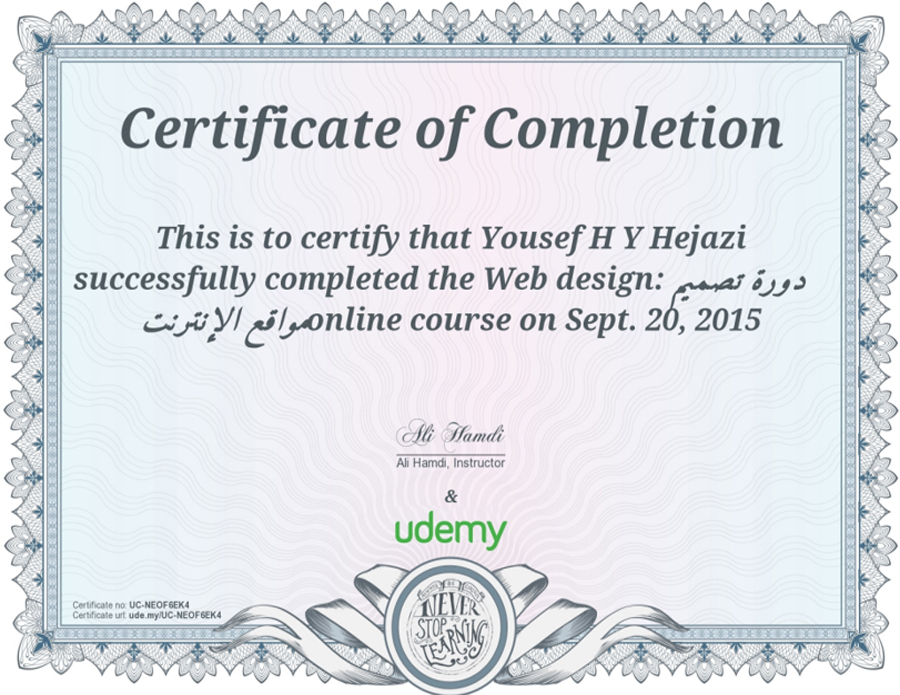 Certificate of Completion
This is to certify that Yousef H Y Hejazi
successfully completed the Web design: دورة تصميم
مواقع الإنترنت online course on Sept. 20, 2015
Ali Hamdi
Ali Hamdi, Instructor
&
udemy
Certificate no: UC-NEOF6EK4
Certificate url: ude.my/UC-NEOF6EK4
NEVER
STOP
LEARNING